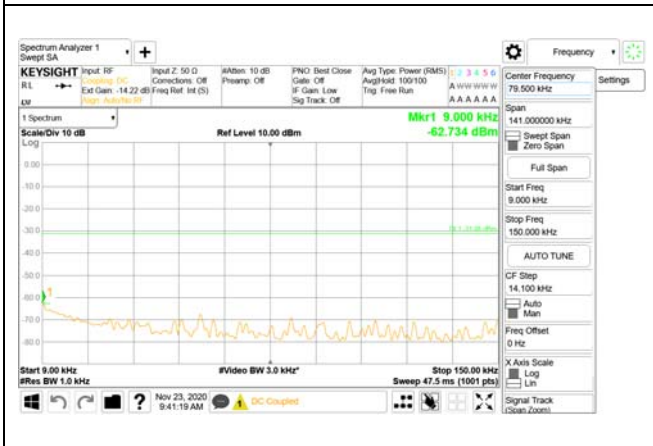 Spectrum Analyzer 1
Swept SA
Frequency
KEYSIGHT
Input: RF
Coupling: DC
Ext Gain: -14.22 dB
Align: Auto/No RF
Input Z: 50 Ω
Corrections: Off
Freq Ref: Int (S)
#Atten: 10 dB
Preamp: Off
PNO: Best Close
Gate: Off
IF Gain: Low
Sig Track: Off
Avg Type: Power (RMS)
Avg|Hold: 100/100
Trig: Free Run
1 2 3 4 5 6
A W W W W W
A A A A A A
RL
1 Spectrum
Mkr1 9.000 kHz
-62.734 dBm
Scale/Div 10 dB
Ref Level 10.00 dBm
Log
0.00
-10.0
-20.0
-30.0
-40.0
-50.0
-60.0
-70.0
-80.0
1
Start 9.00 kHz
#Video BW 3.0 kHz*
Stop 150.00 kHz
#Res BW 1.0 kHz
Sweep 47.5 ms (1001 pts)
Nov 23, 2020
9:41:19 AM
DC Coupled
Center Frequency
79.500 kHz
Settings
Span
141.000000 kHz
Swept Span
Zero Span
Full Span
Start Freq
9.000 kHz
Stop Freq
150.000 kHz
AUTO TUNE
CF Step
14.100 kHz
Auto
Man
Freq Offset
0 Hz
X Axis Scale
Log
Lin
Signal Track
(Span Zoom)